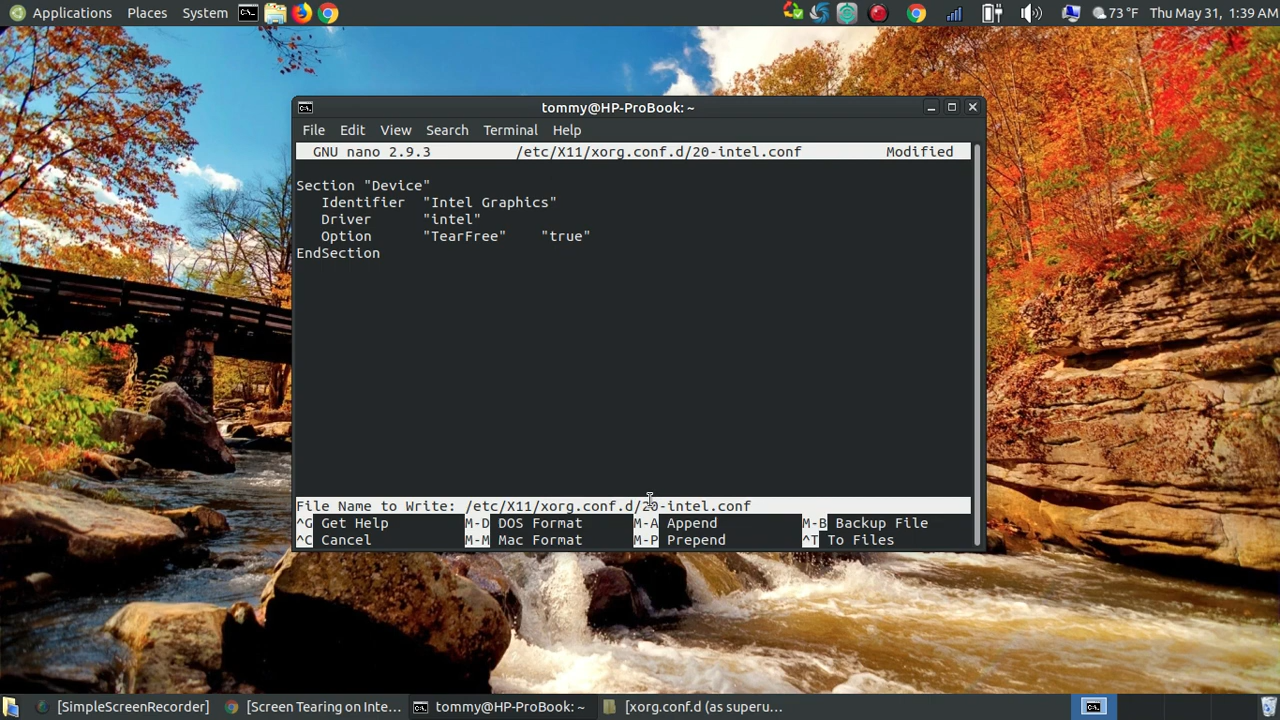 Applications Places System 73 °F Thu May 31, 1:39 AM
tommy@HP-ProBook: ~
File Edit View Search Terminal Help
GNU nano 2.9.3 /etc/X11/xorg.conf.d/20-intel.conf Modified
Section "Device"
Identifier "Intel Graphics"
Driver "intel"
Option "TearFree" "true"
EndSection
File Name to Write: /etc/X11/xorg.conf.d/20-intel.conf
^G Get Help M-D DOS Format M-A Append M-B Backup File
^C Cancel M-M Mac Format M-P Prepend ^T To Files
[SimpleScreenRecorder] [Screen Tearing on Inte... tommy@HP-ProBook: ~ [xorg.conf.d (as superu...